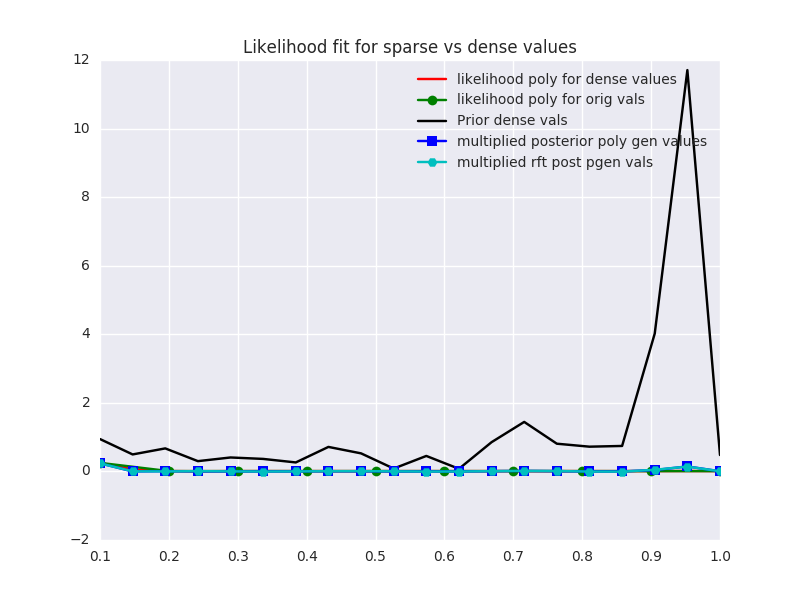 Likelihood fit for sparse vs dense values
12
10
8
6
4
2
0
−2
likelihood poly for dense values
likelihood poly for orig vals
Prior dense vals
multiplied posterior poly gen values
multiplied rft post pgen vals
0.1 0.2 0.3 0.4 0.5 0.6 0.7 0.8 0.9 1.0